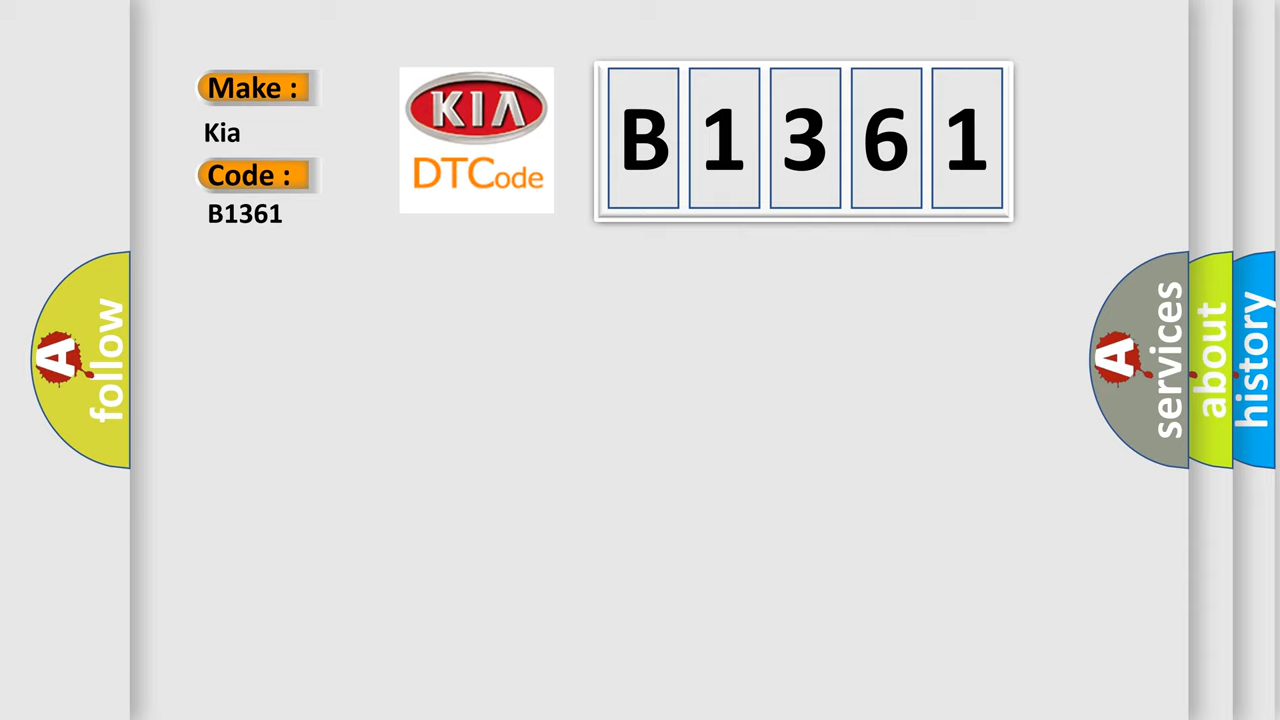 Make :
Kia
Code :
B1361
KIA
DTCode
B 1 3 6 1
A follow
A services
about
history